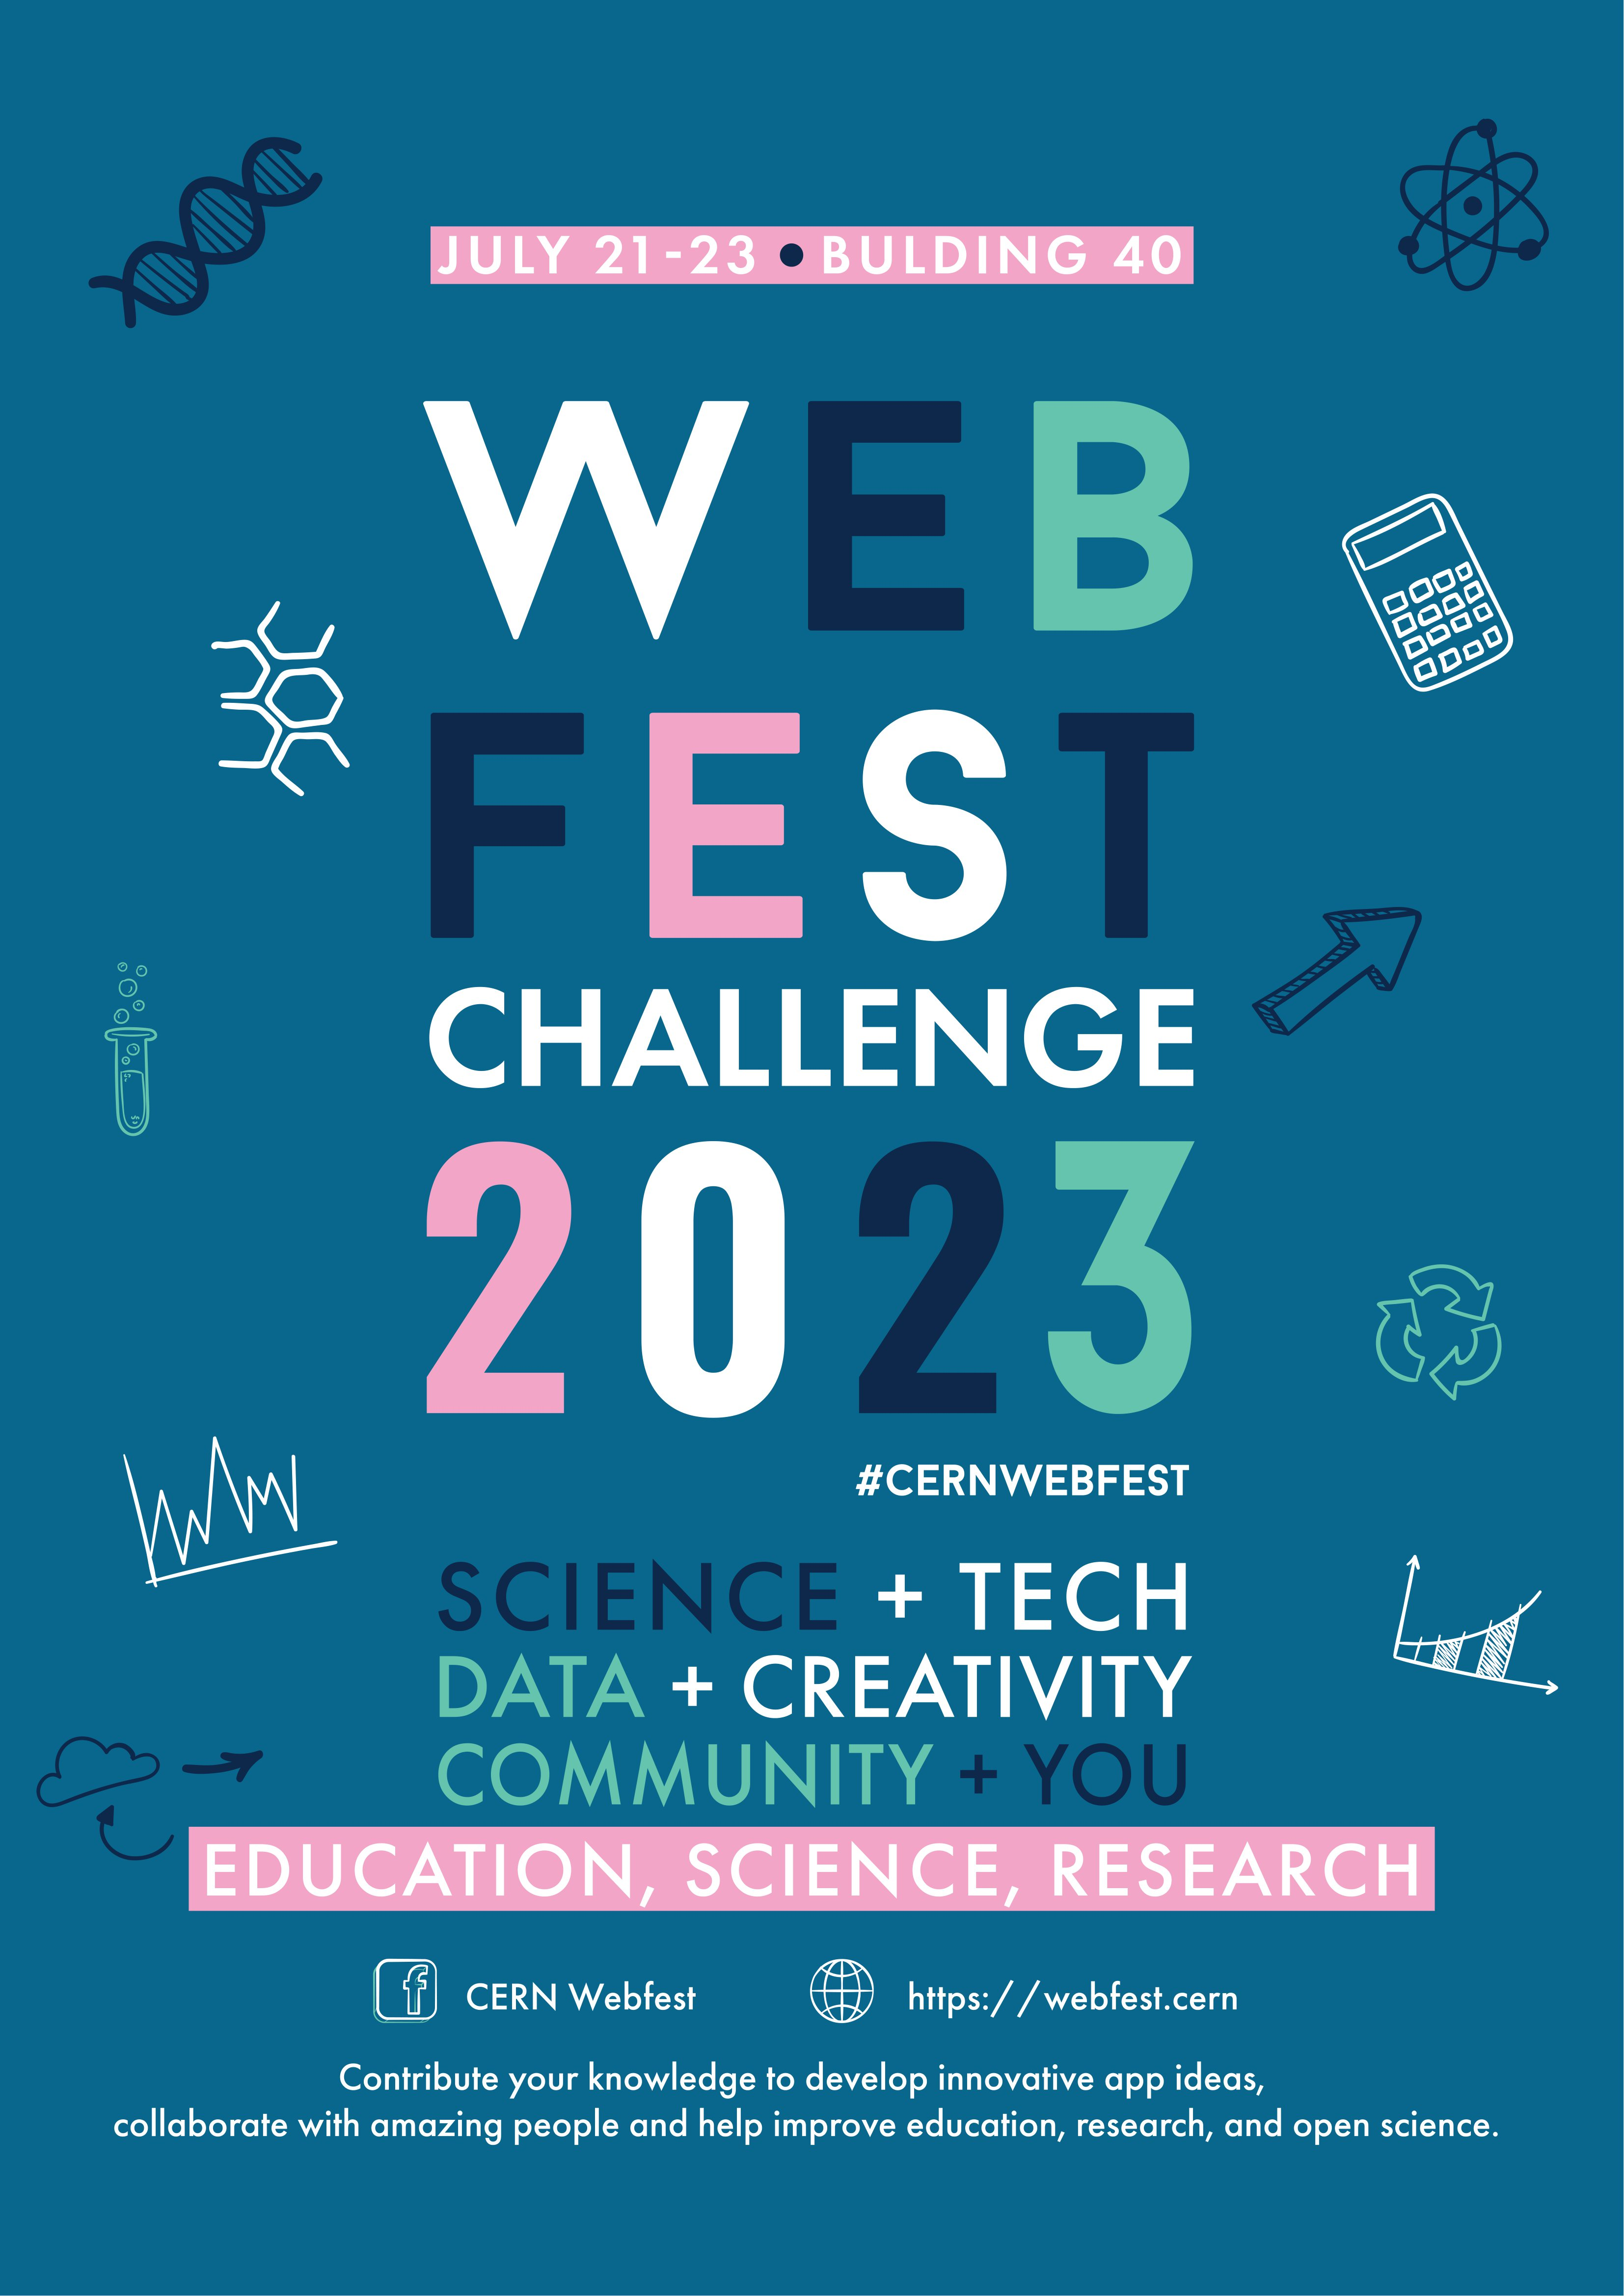 JULY 21-23 • BULDING 40
WEB
FEST
CHALLENGE
2023
#CERNWEBFEST
SCIENCE + TECH
DATA + CREATIVITY
COMMUNITY + YOU
EDUCATION, SCIENCE, RESEARCH
f CERN Webfest https://webfest.cern
Contribute your knowledge to develop innovative app ideas,
collaborate with amazing people and help improve education, research, and open science.